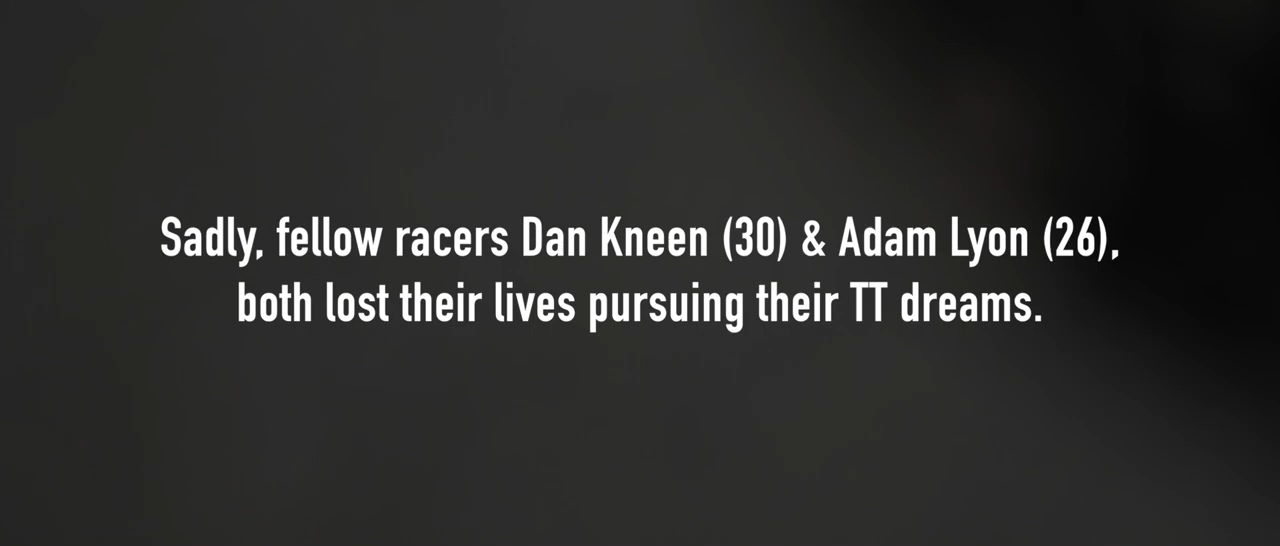 Sadly, fellow racers Dan Kneen (30) & Adam Lyon (26),
both lost their lives pursuing their TT dreams.